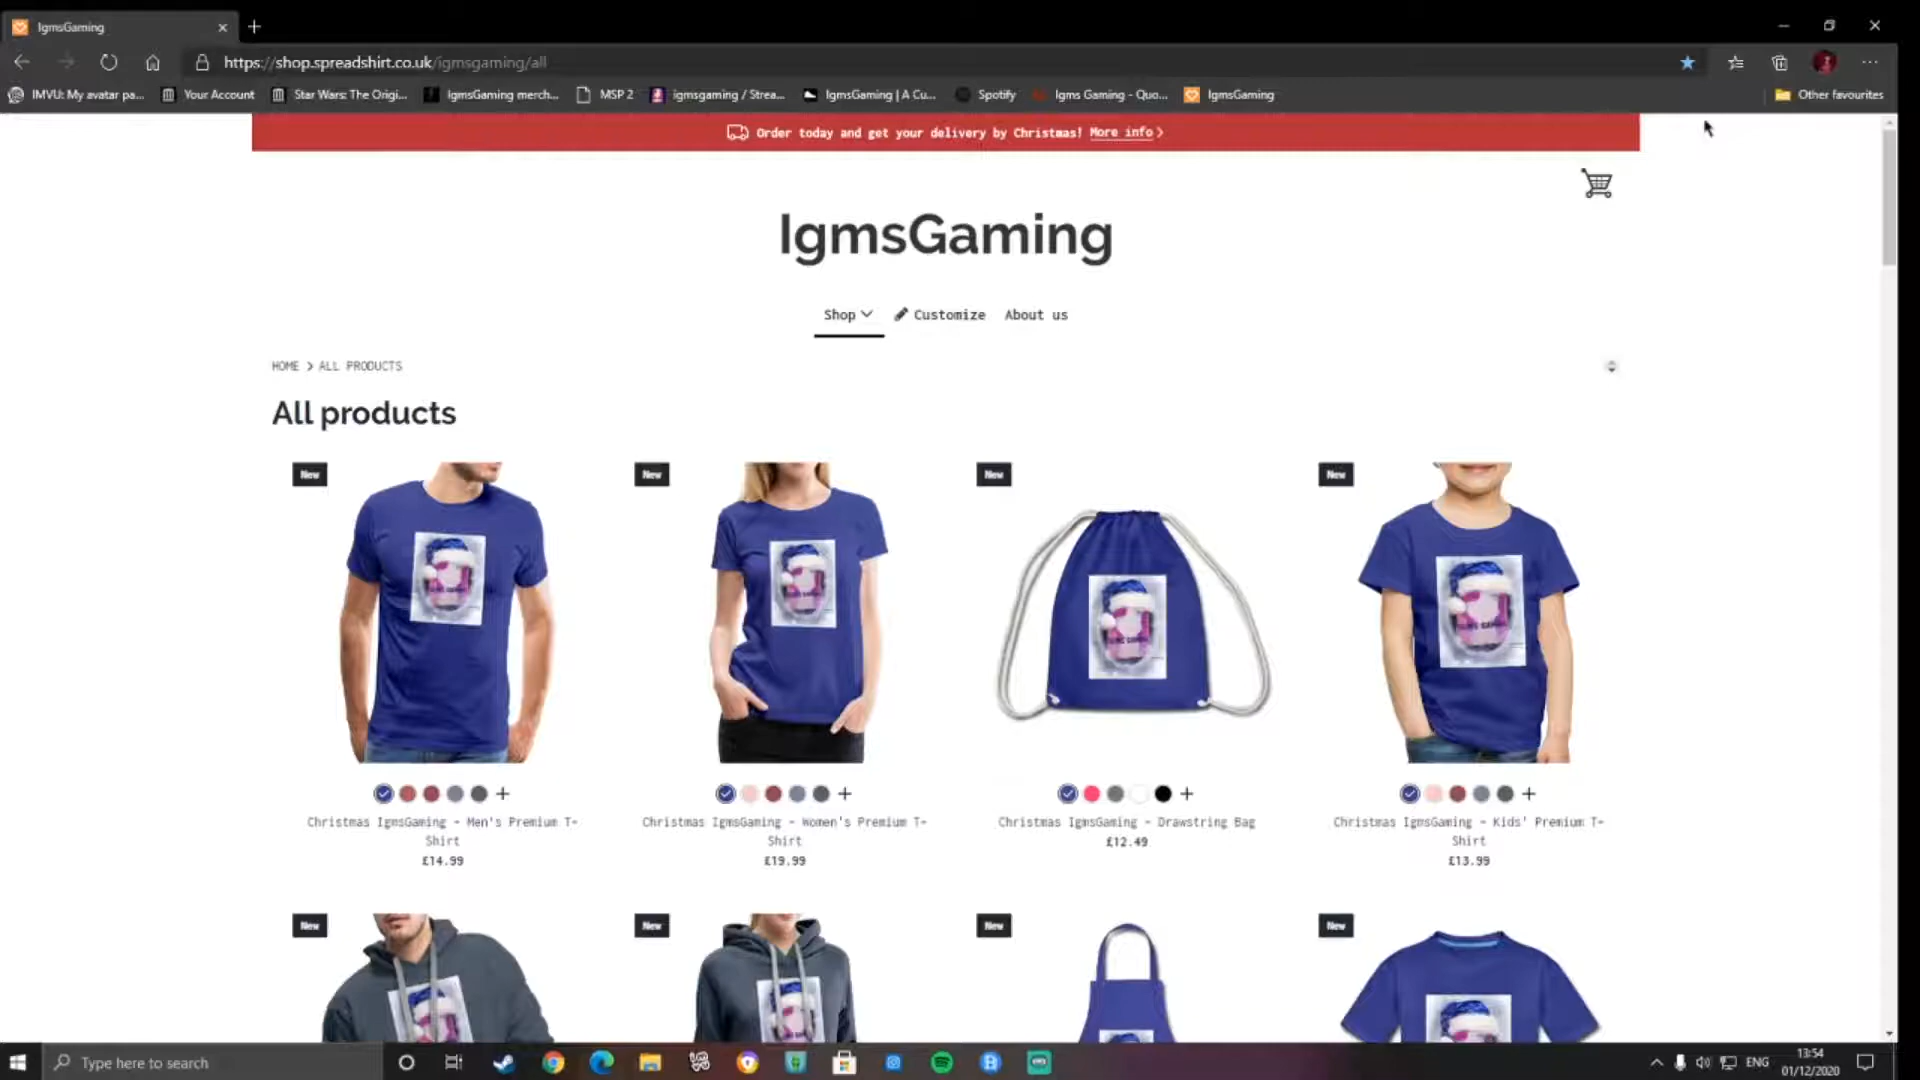 IgmsGaming
https://shop.spreadshirt.co.uk/igmsgaming/all
IMVU: My avatar pa... Your Account Star Wars: The Origi... IgmsGaming merch... MSP 2 igmsgaming / Strea... IgmsGaming | A Cu... Spotify Igms Gaming - Quo... IgmsGaming Other favourites
Order today and get your delivery by Christmas! More info
IgmsGaming
Shop Customize About us
HOME > ALL PRODUCTS
All products
New New New New
Christmas IgmsGaming - Men's Premium T-
Shirt
£14.99
Christmas IgmsGaming - Women's Premium T-
Shirt
£19.99
Christmas IgmsGaming - Drawstring Bag
£12.49
Christmas IgmsGaming - Kids' Premium T-
Shirt
£13.99
New New New New
Type here to search
ENG
13:54
01/12/2020